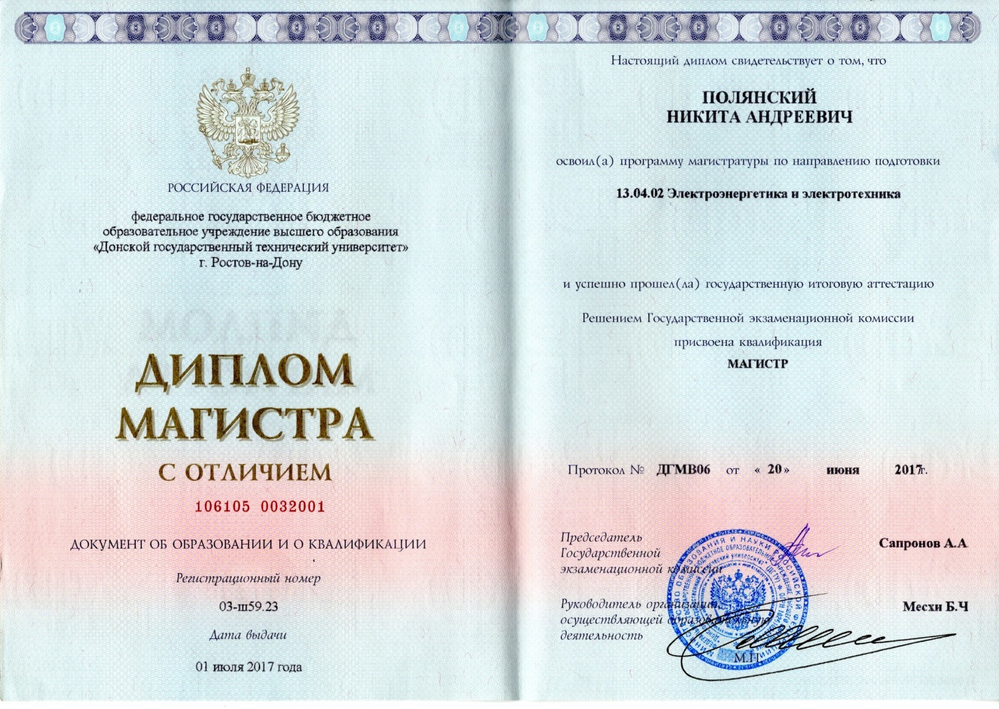 РОССИЙСКАЯ ФЕДЕРАЦИЯ
федеральное государственное бюджетное
образовательное учреждение высшего образования
«Донской государственный технический университет»
г. Ростов-на-Дону
ДИПЛОМ
МАГИСТРА
С ОТЛИЧИЕМ
106105 0032001
ДОКУМЕНТ ОБ ОБРАЗОВАНИИ И О КВАЛИФИКАЦИИ
Регистрационный номер
03-ш59.23
Дата выдачи
01 июля 2017 года
Настоящий диплом свидетельствует о том, что
ПОЛЯНСКИЙ
НИКИТА АНДРЕЕВИЧ
освоил(а) программу магистратуры по направлению подготовки
13.04.02 Электроэнергетика и электротехника
и успешно прошел(ла) государственную итоговую аттестацию
Решением Государственной экзаменационной комиссии
присвоена квалификация
МАГИСТР
Протокол № ДГМВ06 от « 20 » июня 2017г.
Председатель
Государственной
экзаменационной комиссии
Сапронов А.А
Руководитель организации,
осуществляющей образовательную
деятельность
Месхи Б.Ч
М.П.